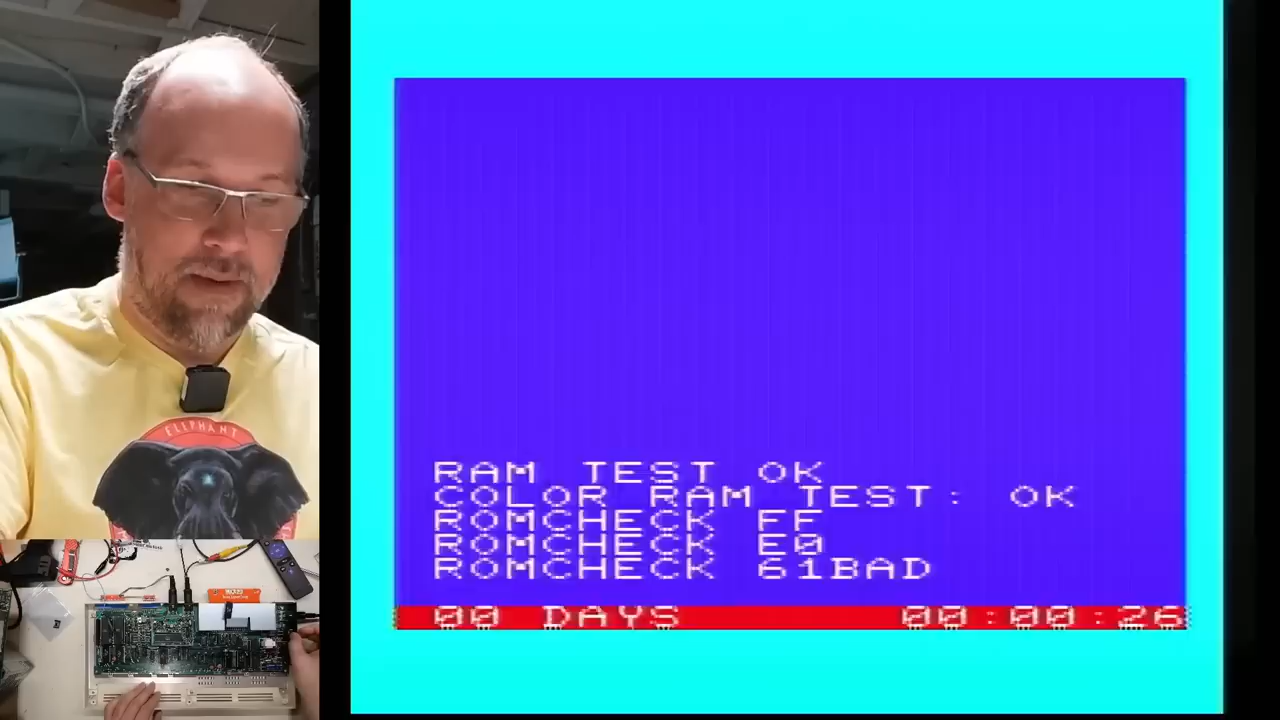 ELEPHANT
RAM TEST OK
COLOR RAM TEST: OK
ROMCHECK FF
ROMCHECK E0
ROMCHECK 61BAD
00 DAYS 00:00:26